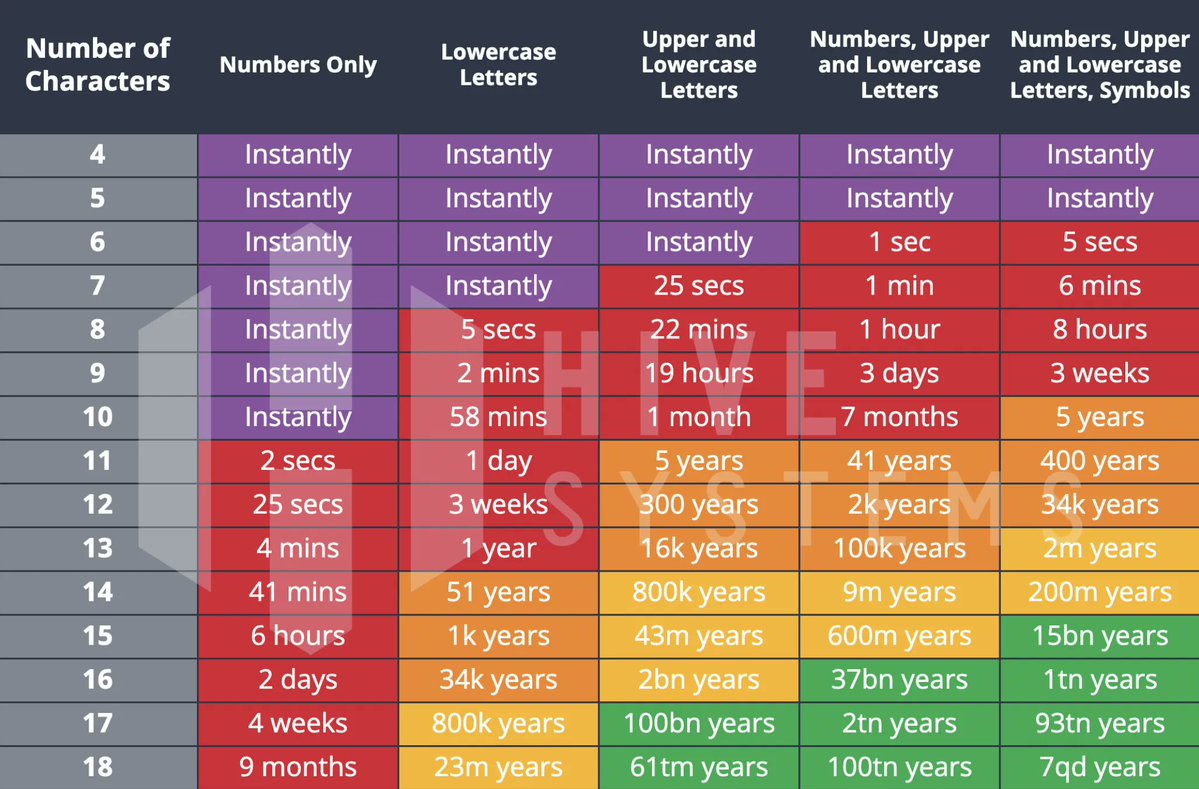 Number of Characters | Numbers Only | Lowercase Letters | Upper and Lowercase Letters | Numbers, Upper and Lowercase Letters | Numbers, Upper and Lowercase Letters, Symbols
4 Instantly Instantly Instantly Instantly Instantly
5 Instantly Instantly Instantly Instantly Instantly
6 Instantly Instantly Instantly 1 sec 5 secs
7 Instantly Instantly 25 secs 1 min 6 mins
8 Instantly 5 secs 22 mins 1 hour 8 hours
9 Instantly 2 mins 19 hours 3 days 3 weeks
10 Instantly 58 mins 1 month 7 months 5 years
11 2 secs 1 day 5 years 41 years 400 years
12 25 secs 3 weeks 300 years 2k years 34k years
13 4 mins 1 year 16k years 100k years 2m years
14 41 mins 51 years 800k years 9m years 200m years
15 6 hours 1k years 43m years 600m years 15bn years
16 2 days 34k years 2bn years 37bn years 1tn years
17 4 weeks 800k years 100bn years 2tn years 93tn years
18 9 months 23m years 61tm years 100tn years 7qd years
HIVE
SYSTEMS